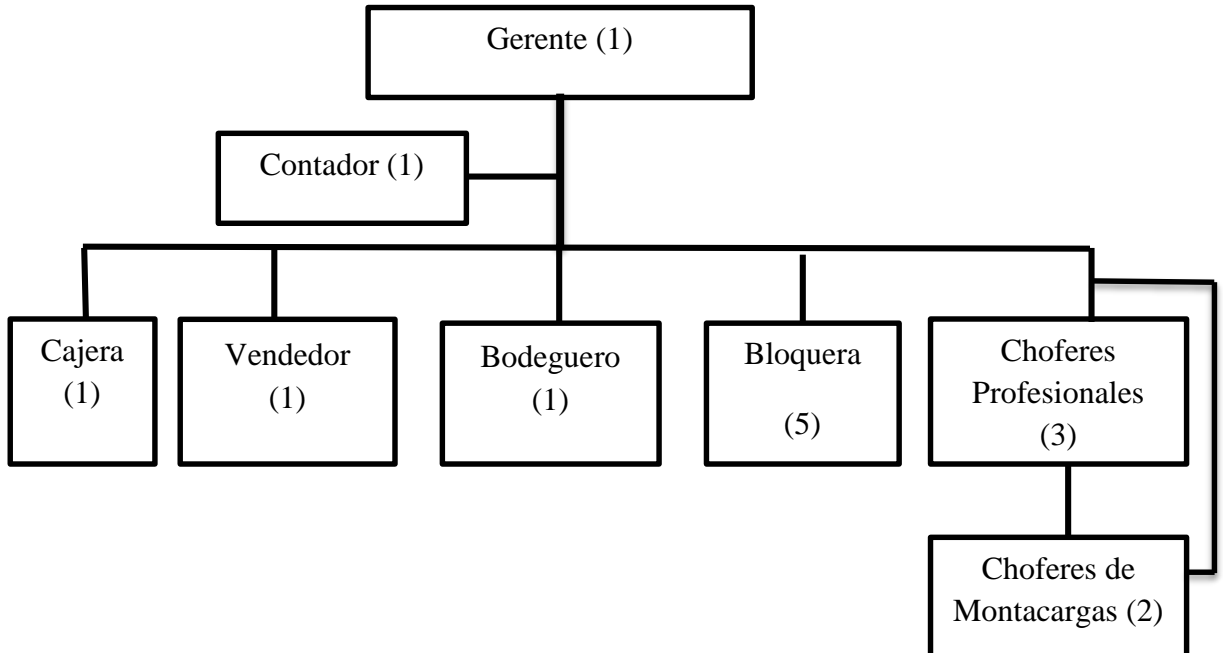 Gerente (1)
Contador (1)
Cajera
(1)
Vendedor
(1)
Bodeguero
(1)
Bloquera
(5)
Choferes
Profesionales
(3)
Choferes de
Montacargas (2)